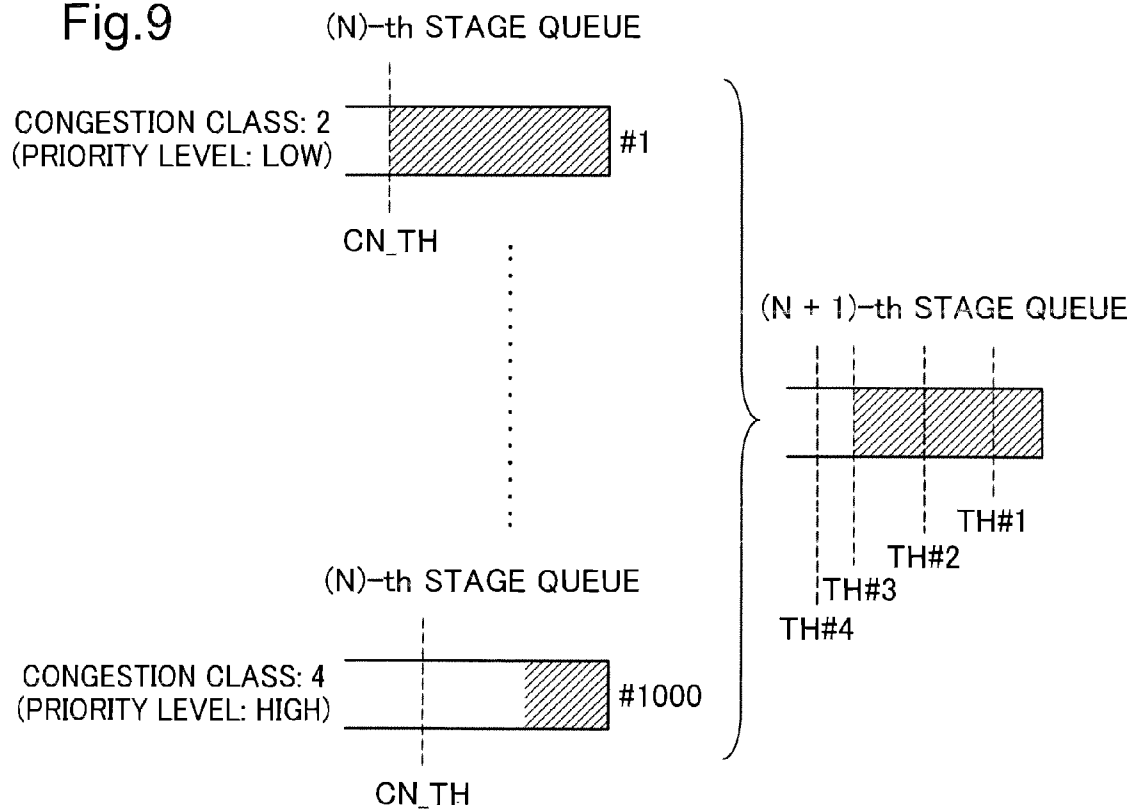 Fig.9
(N)-th STAGE QUEUE
CONGESTION CLASS: 2
(PRIORITY LEVEL: LOW)
#1
CN_TH
(N + 1)-th STAGE QUEUE
TH#1
TH#2
TH#3
TH#4
(N)-th STAGE QUEUE
CONGESTION CLASS: 4
(PRIORITY LEVEL: HIGH)
#1000
CN_TH